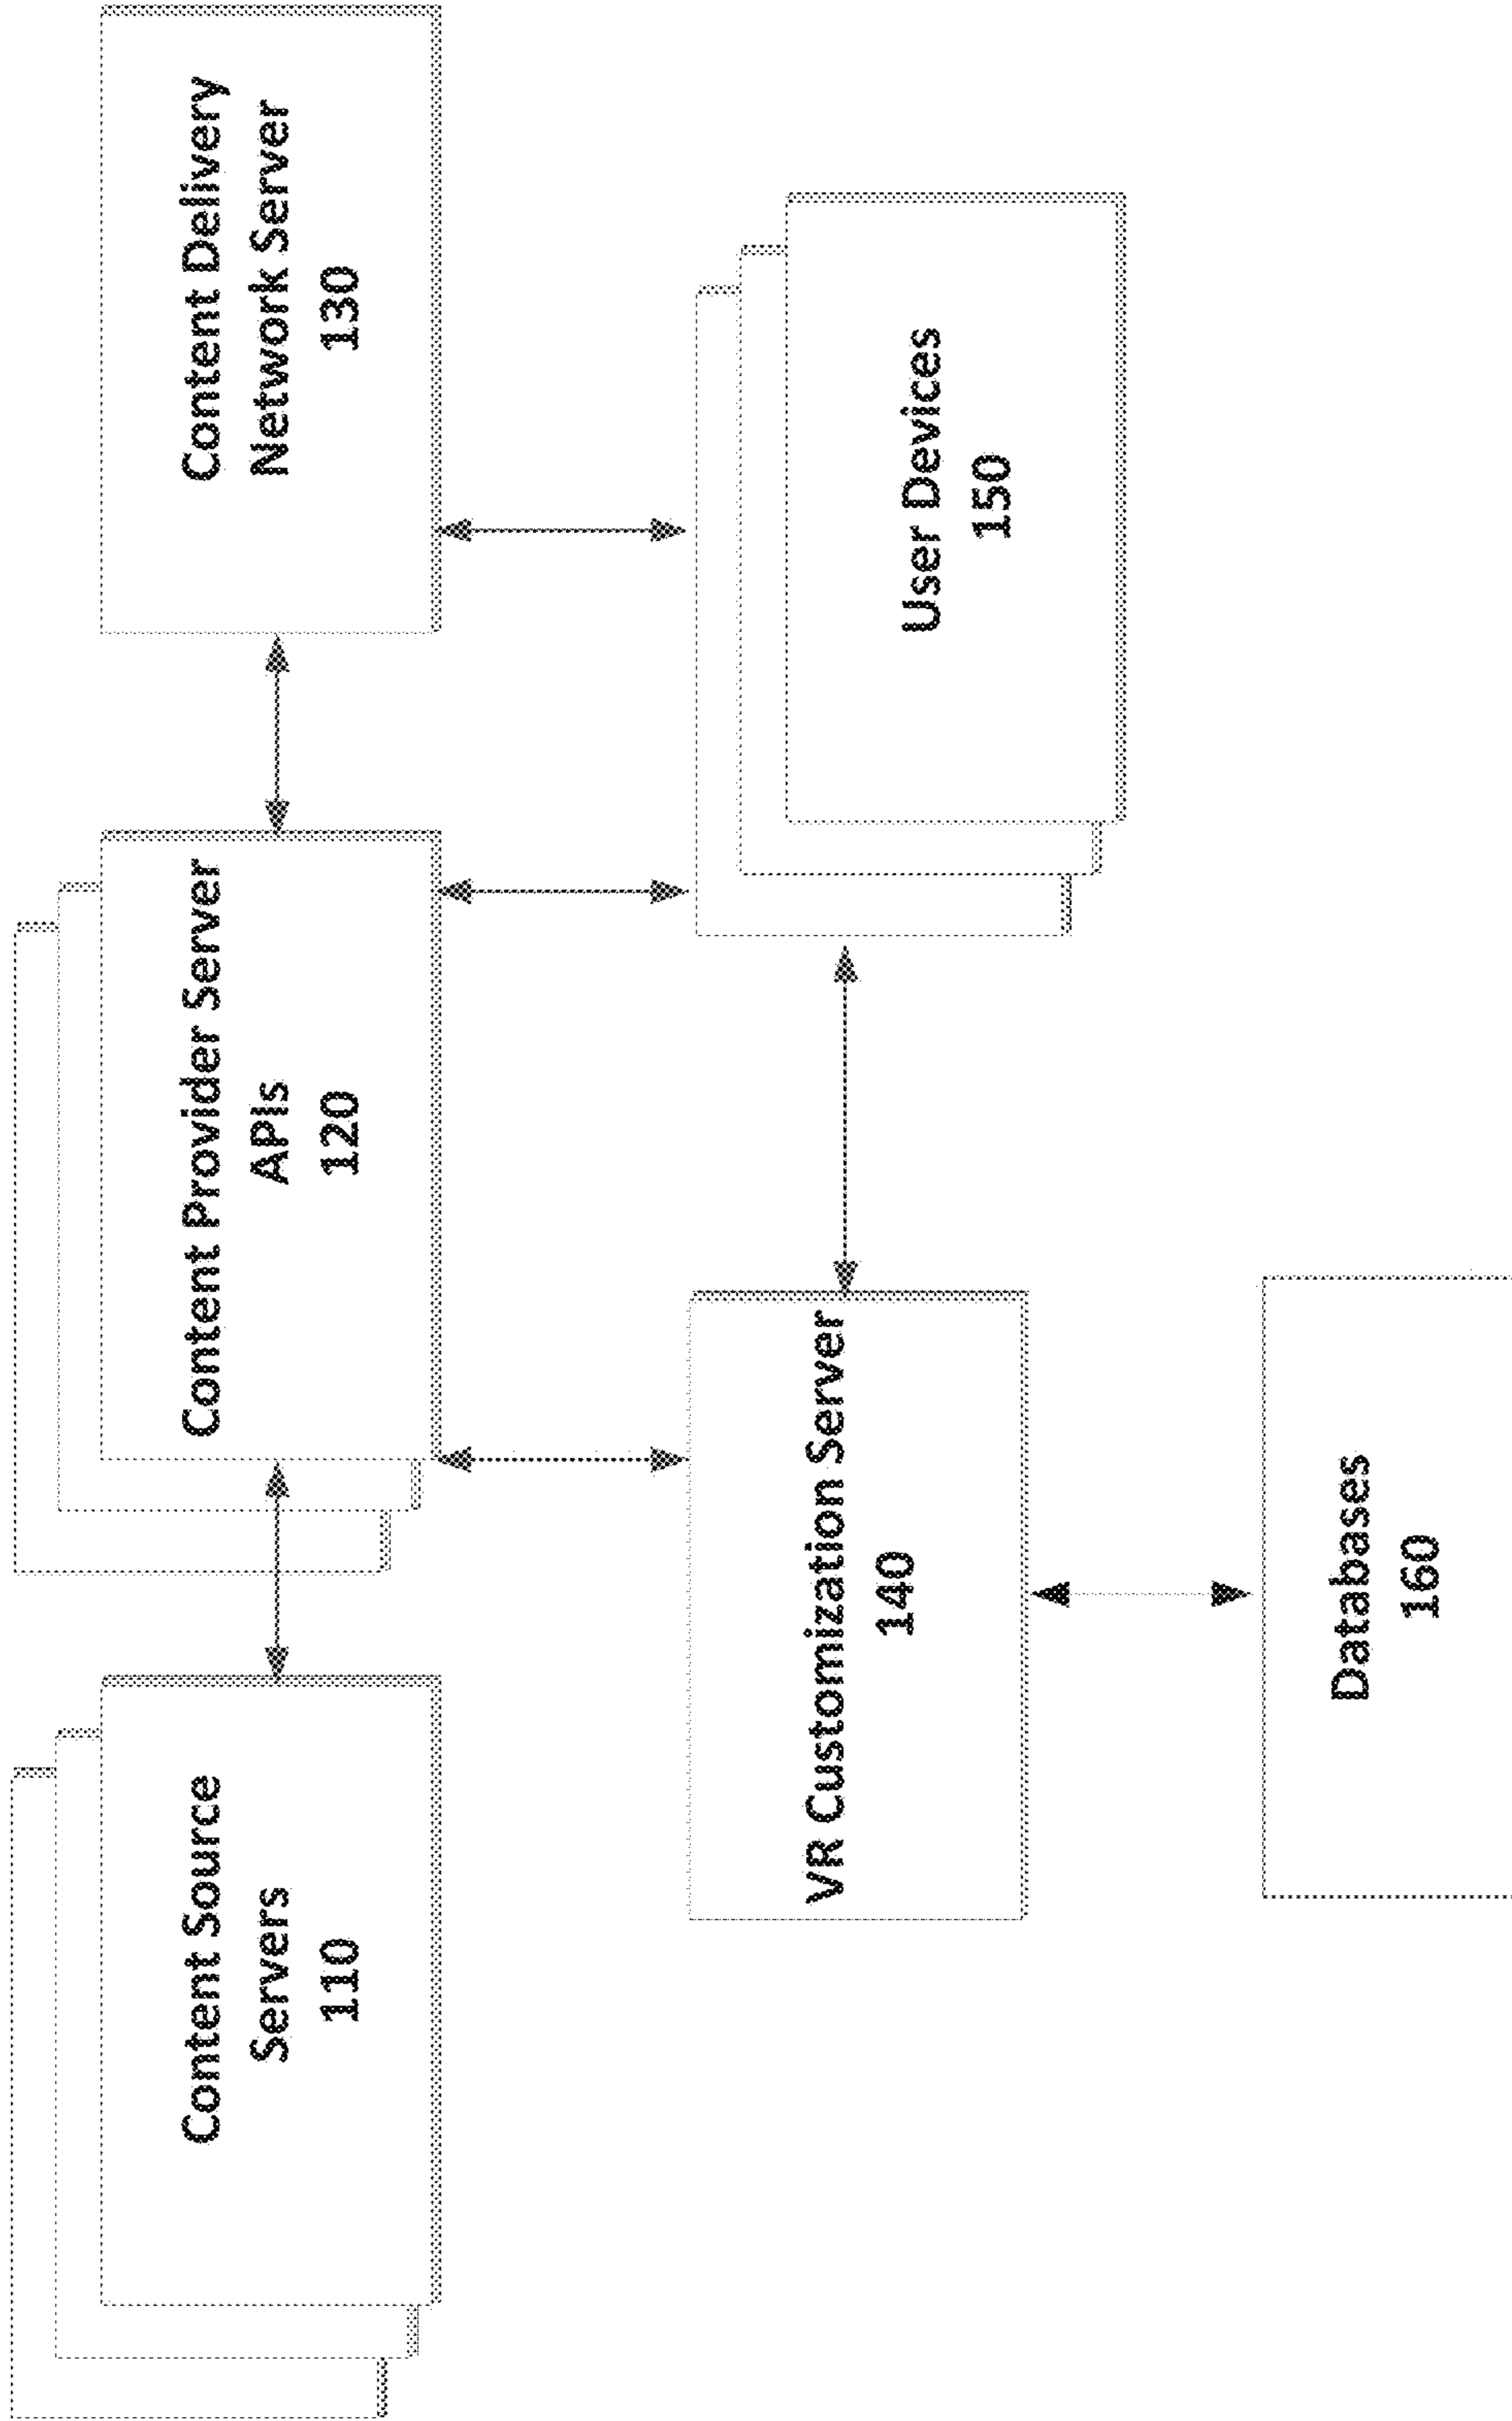 Content Source
Servers
110
Content Provider Server
APIs
120
Content Delivery
Network Server
130
VR Customization Server
140
User Devices
150
Databases
160